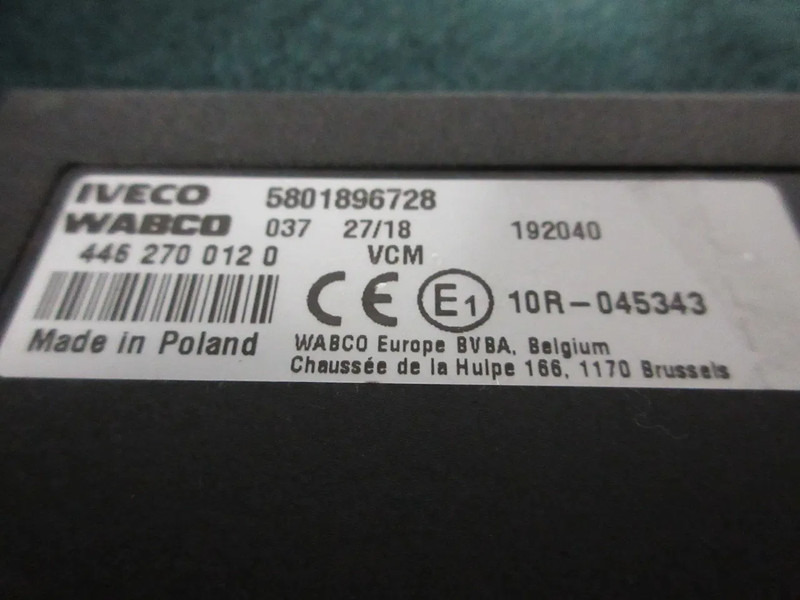 IVECO 5801896728
WABCO 037 27/18 192040
446 270 012 0 VCM
CE E1 10R-045343
Made in Poland WABCO Europe BVBA, Belgium
Chaussée de la Hulpe 166, 1170 Brussels